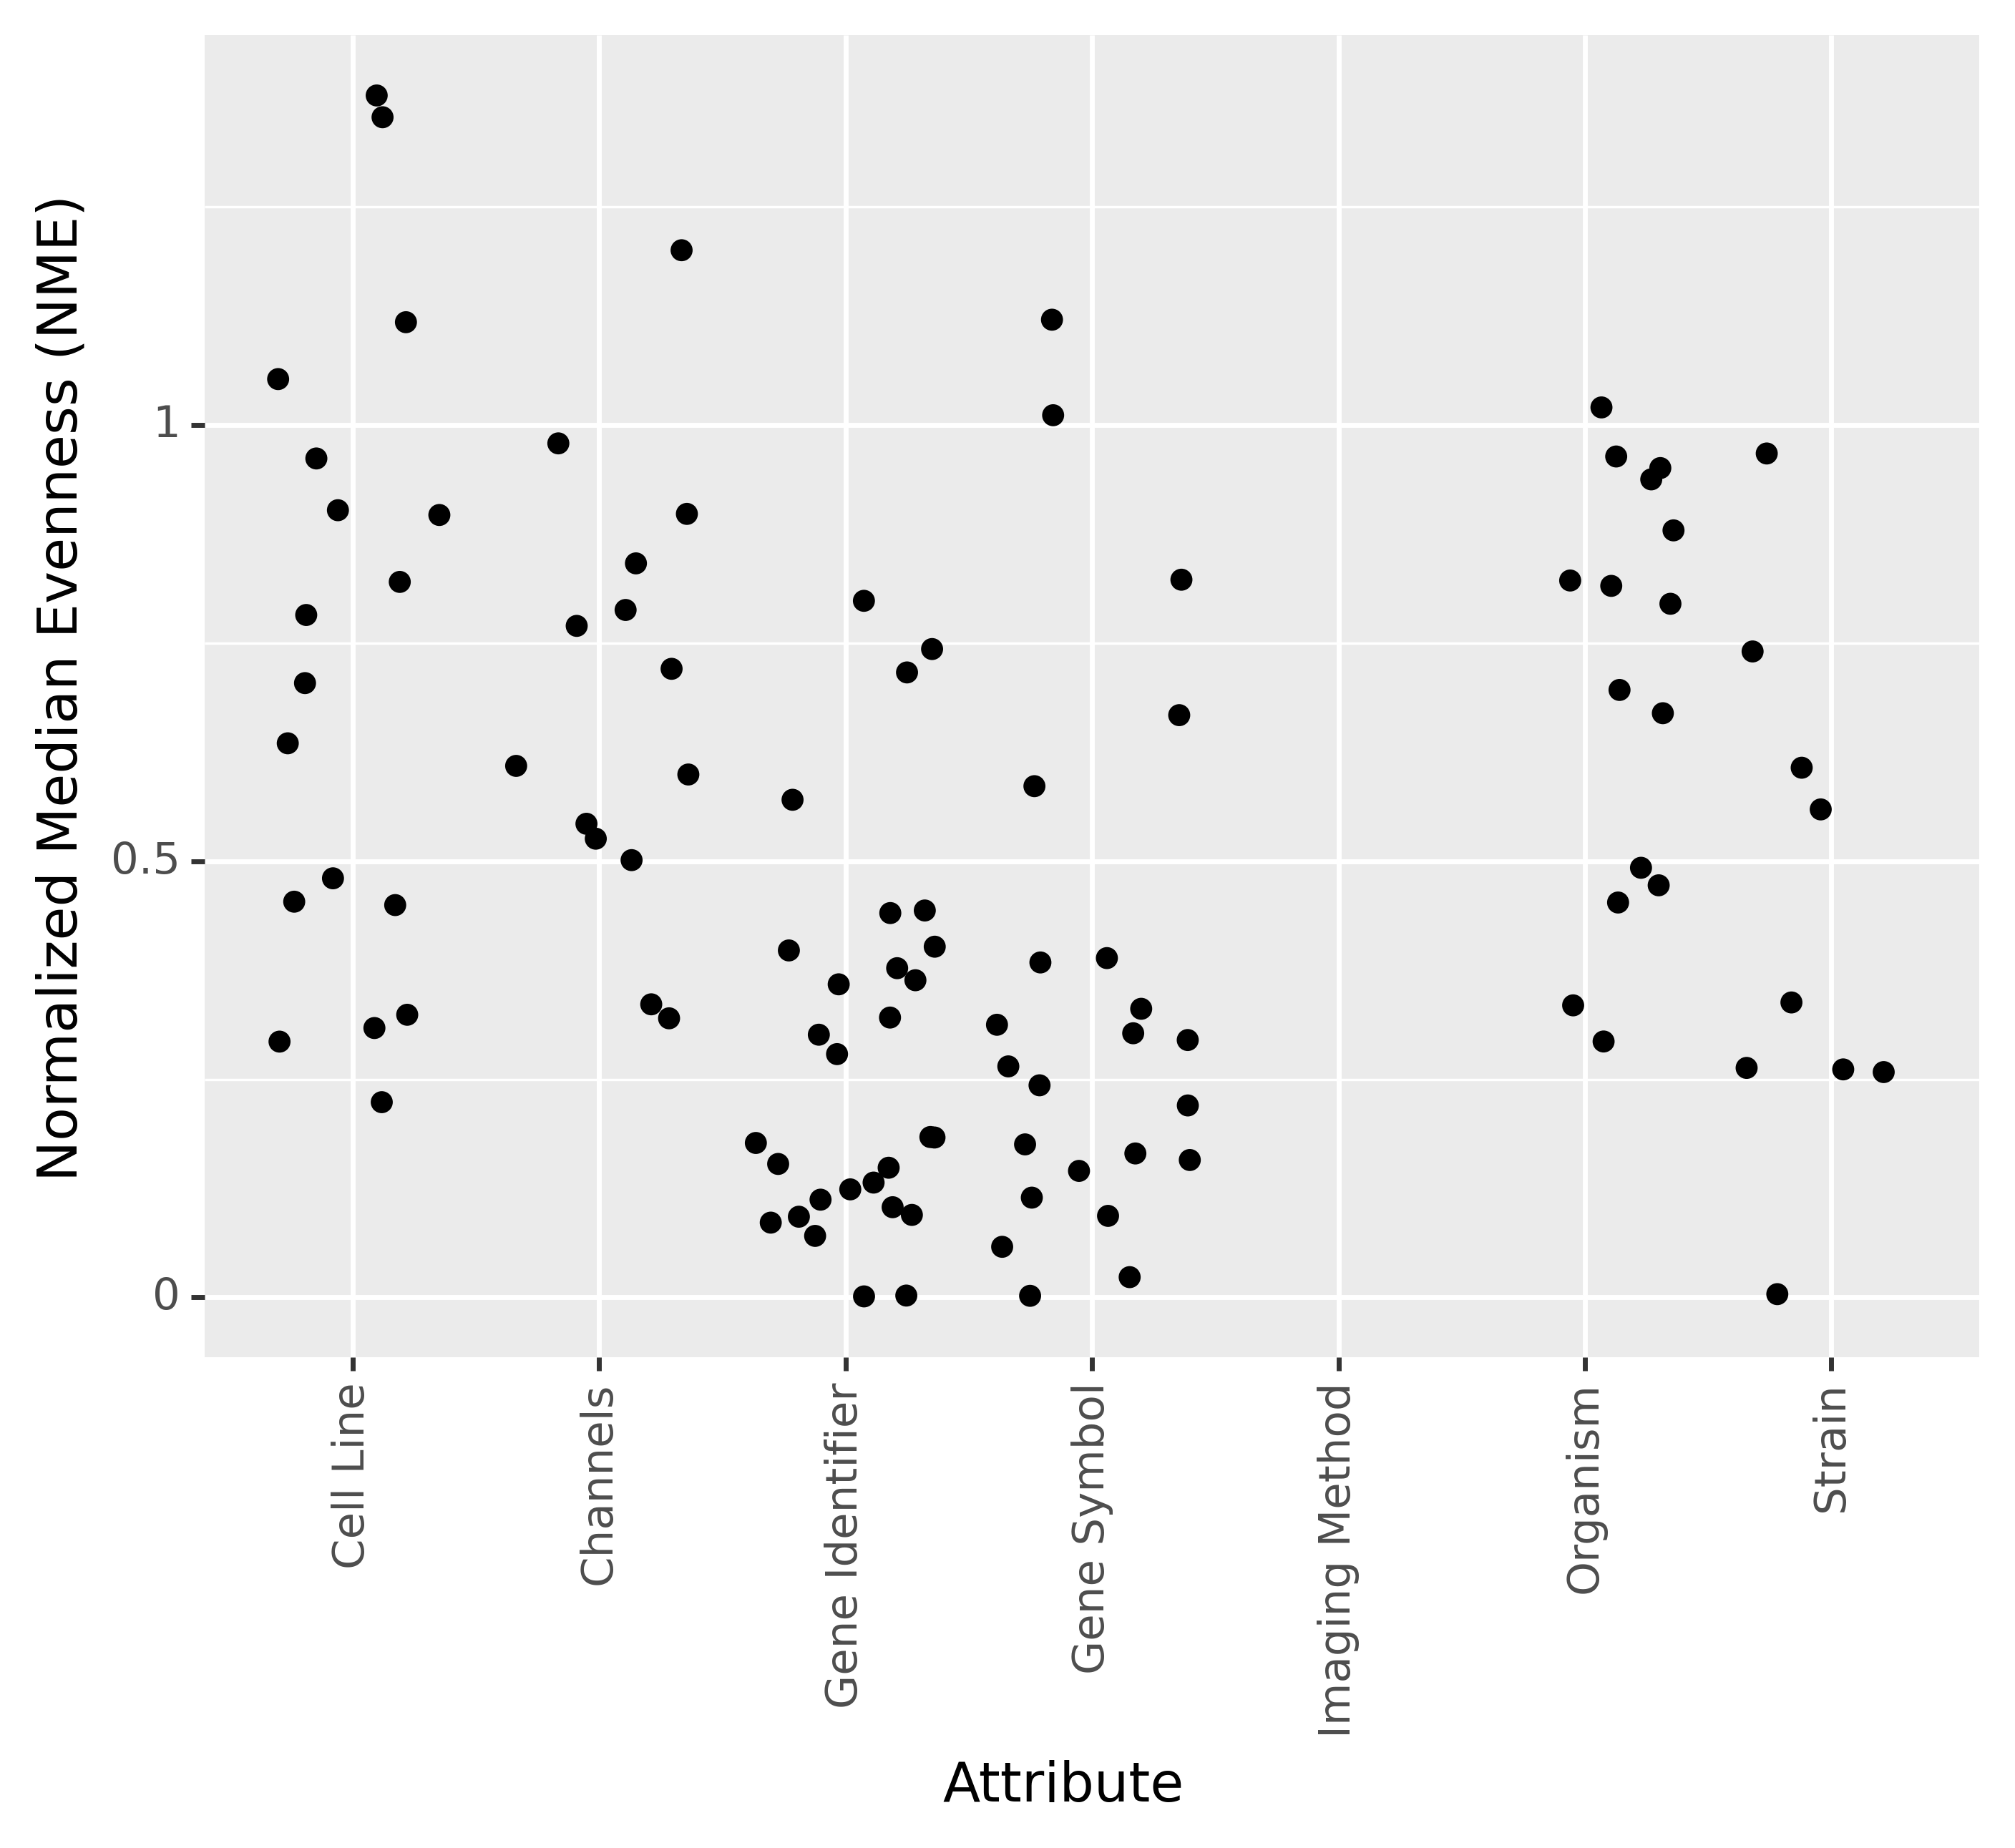 Normalized Median Evenness (NME)
1
0.5
0
Cell Line
Channels
Gene Identifier
Gene Symbol
Imaging Method
Organism
Strain
Attribute